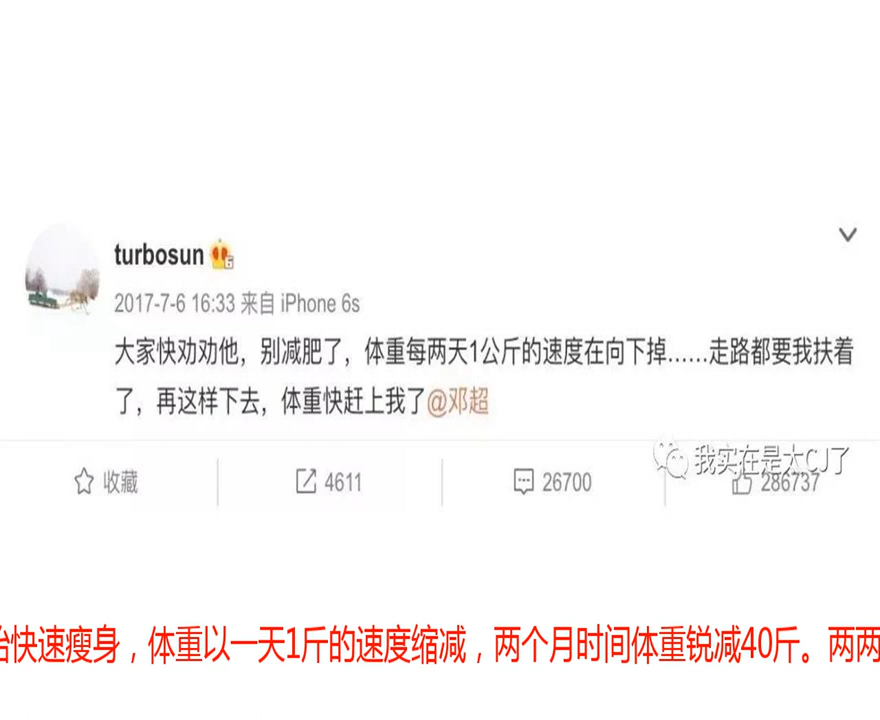 turbosun
2017-7-6 16:33 来自 iPhone 6s
大家快劝劝他，别减肥了，体重每两天1公斤的速度在向下掉......走路都要我扶着
了，再这样下去，体重快赶上我了@邓超
我实在是太CJ了
收藏 4611 26700 286737
快速瘦身，体重以一天1斤的速度缩减，两个月时间体重锐减40斤。两两